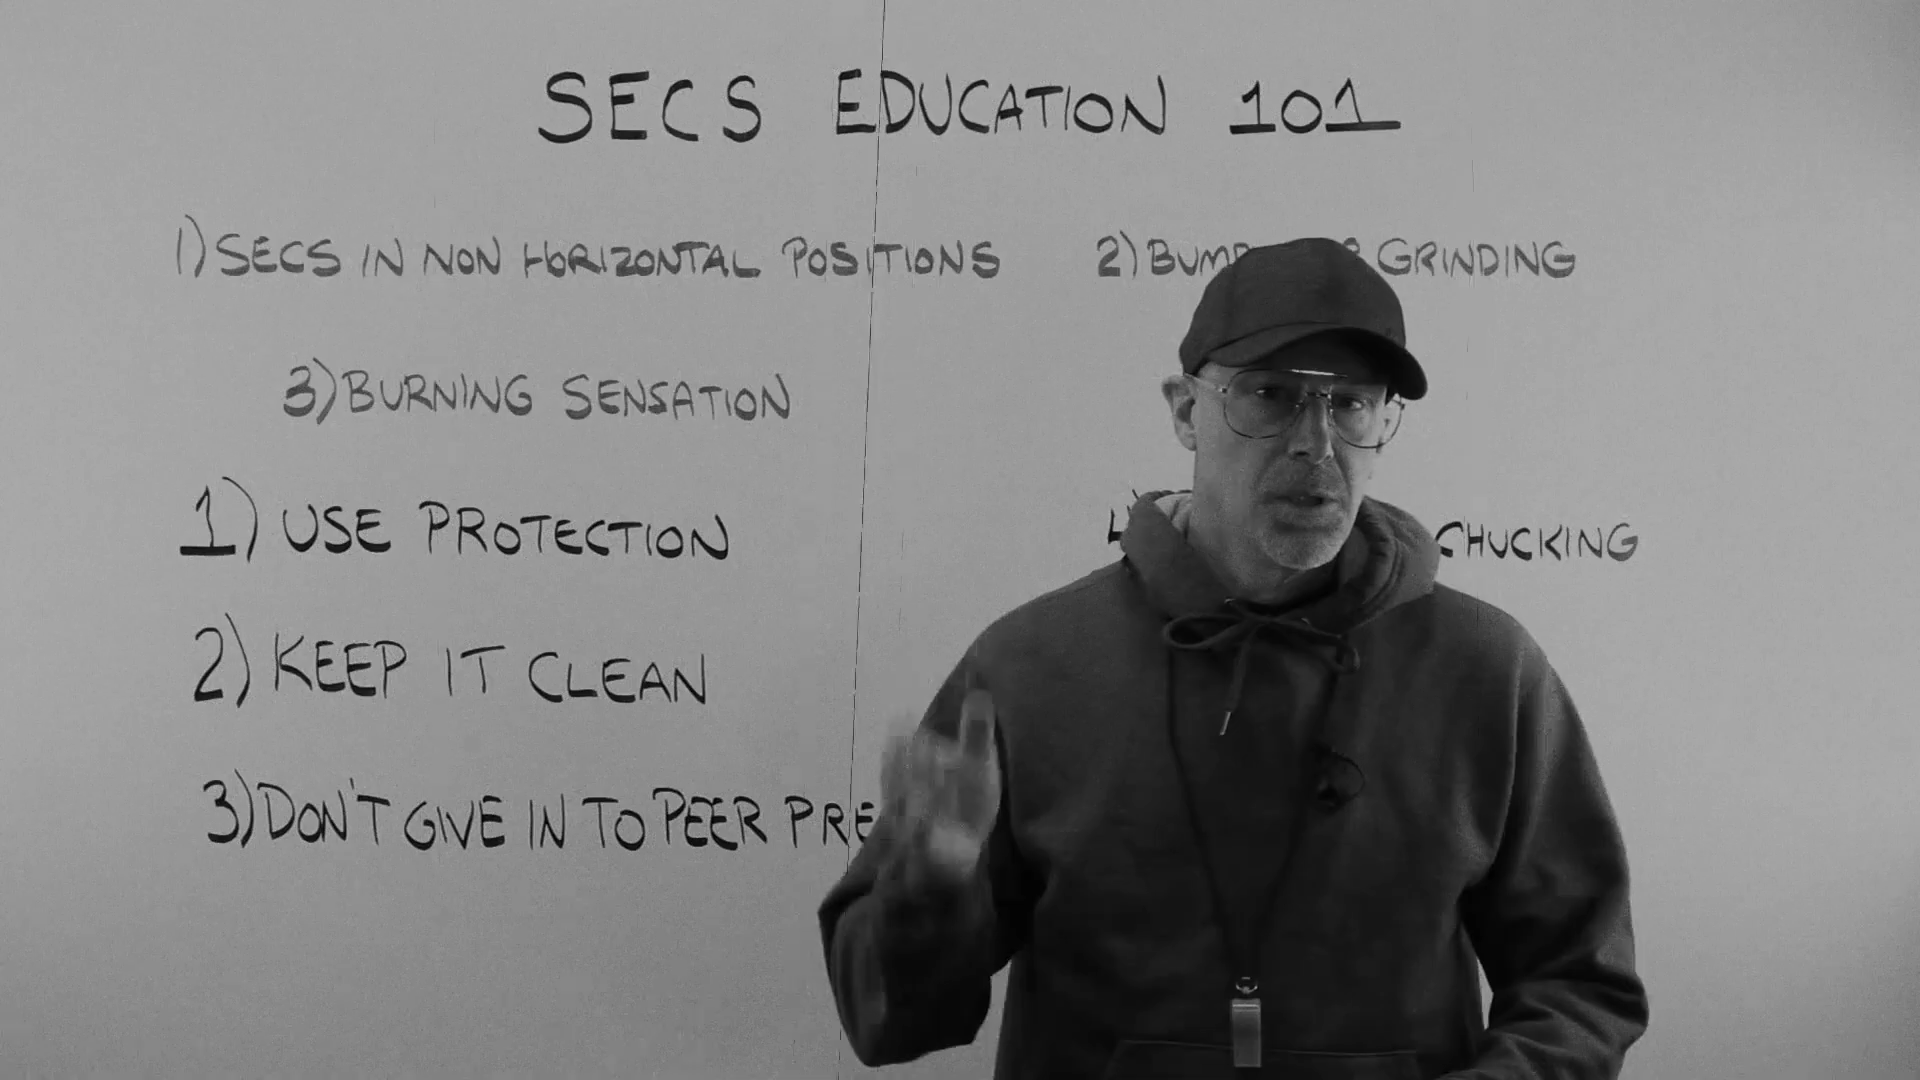 SECS EDUCATION 101
1) SECS IN NON HORIZONTAL POSITIONS 2) GRINDING
3) BURNING SENSATION
1) USE PROTECTION CHUCKING
2) KEEP IT CLEAN
3) DON'T GIVE IN TO PEER PRE